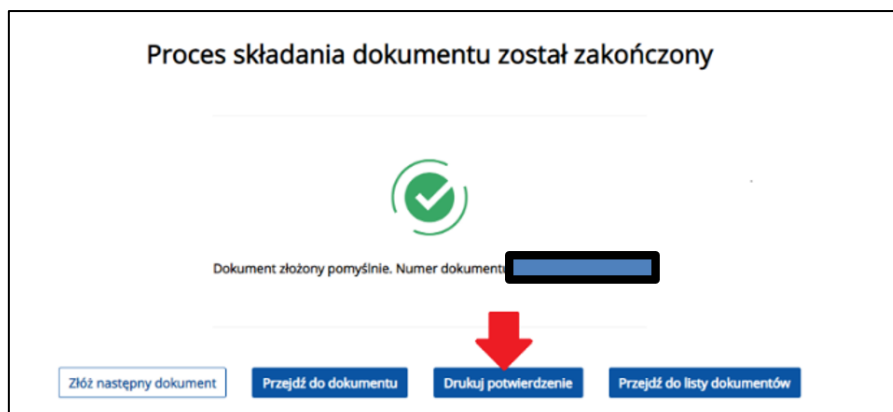 Proces składania dokumentu został zakończony
Dokument złożony pomyślnie. Numer dokumentu
Złóż następny dokument Przejdź do dokumentu Drukuj potwierdzenie Przejdź do listy dokumentów